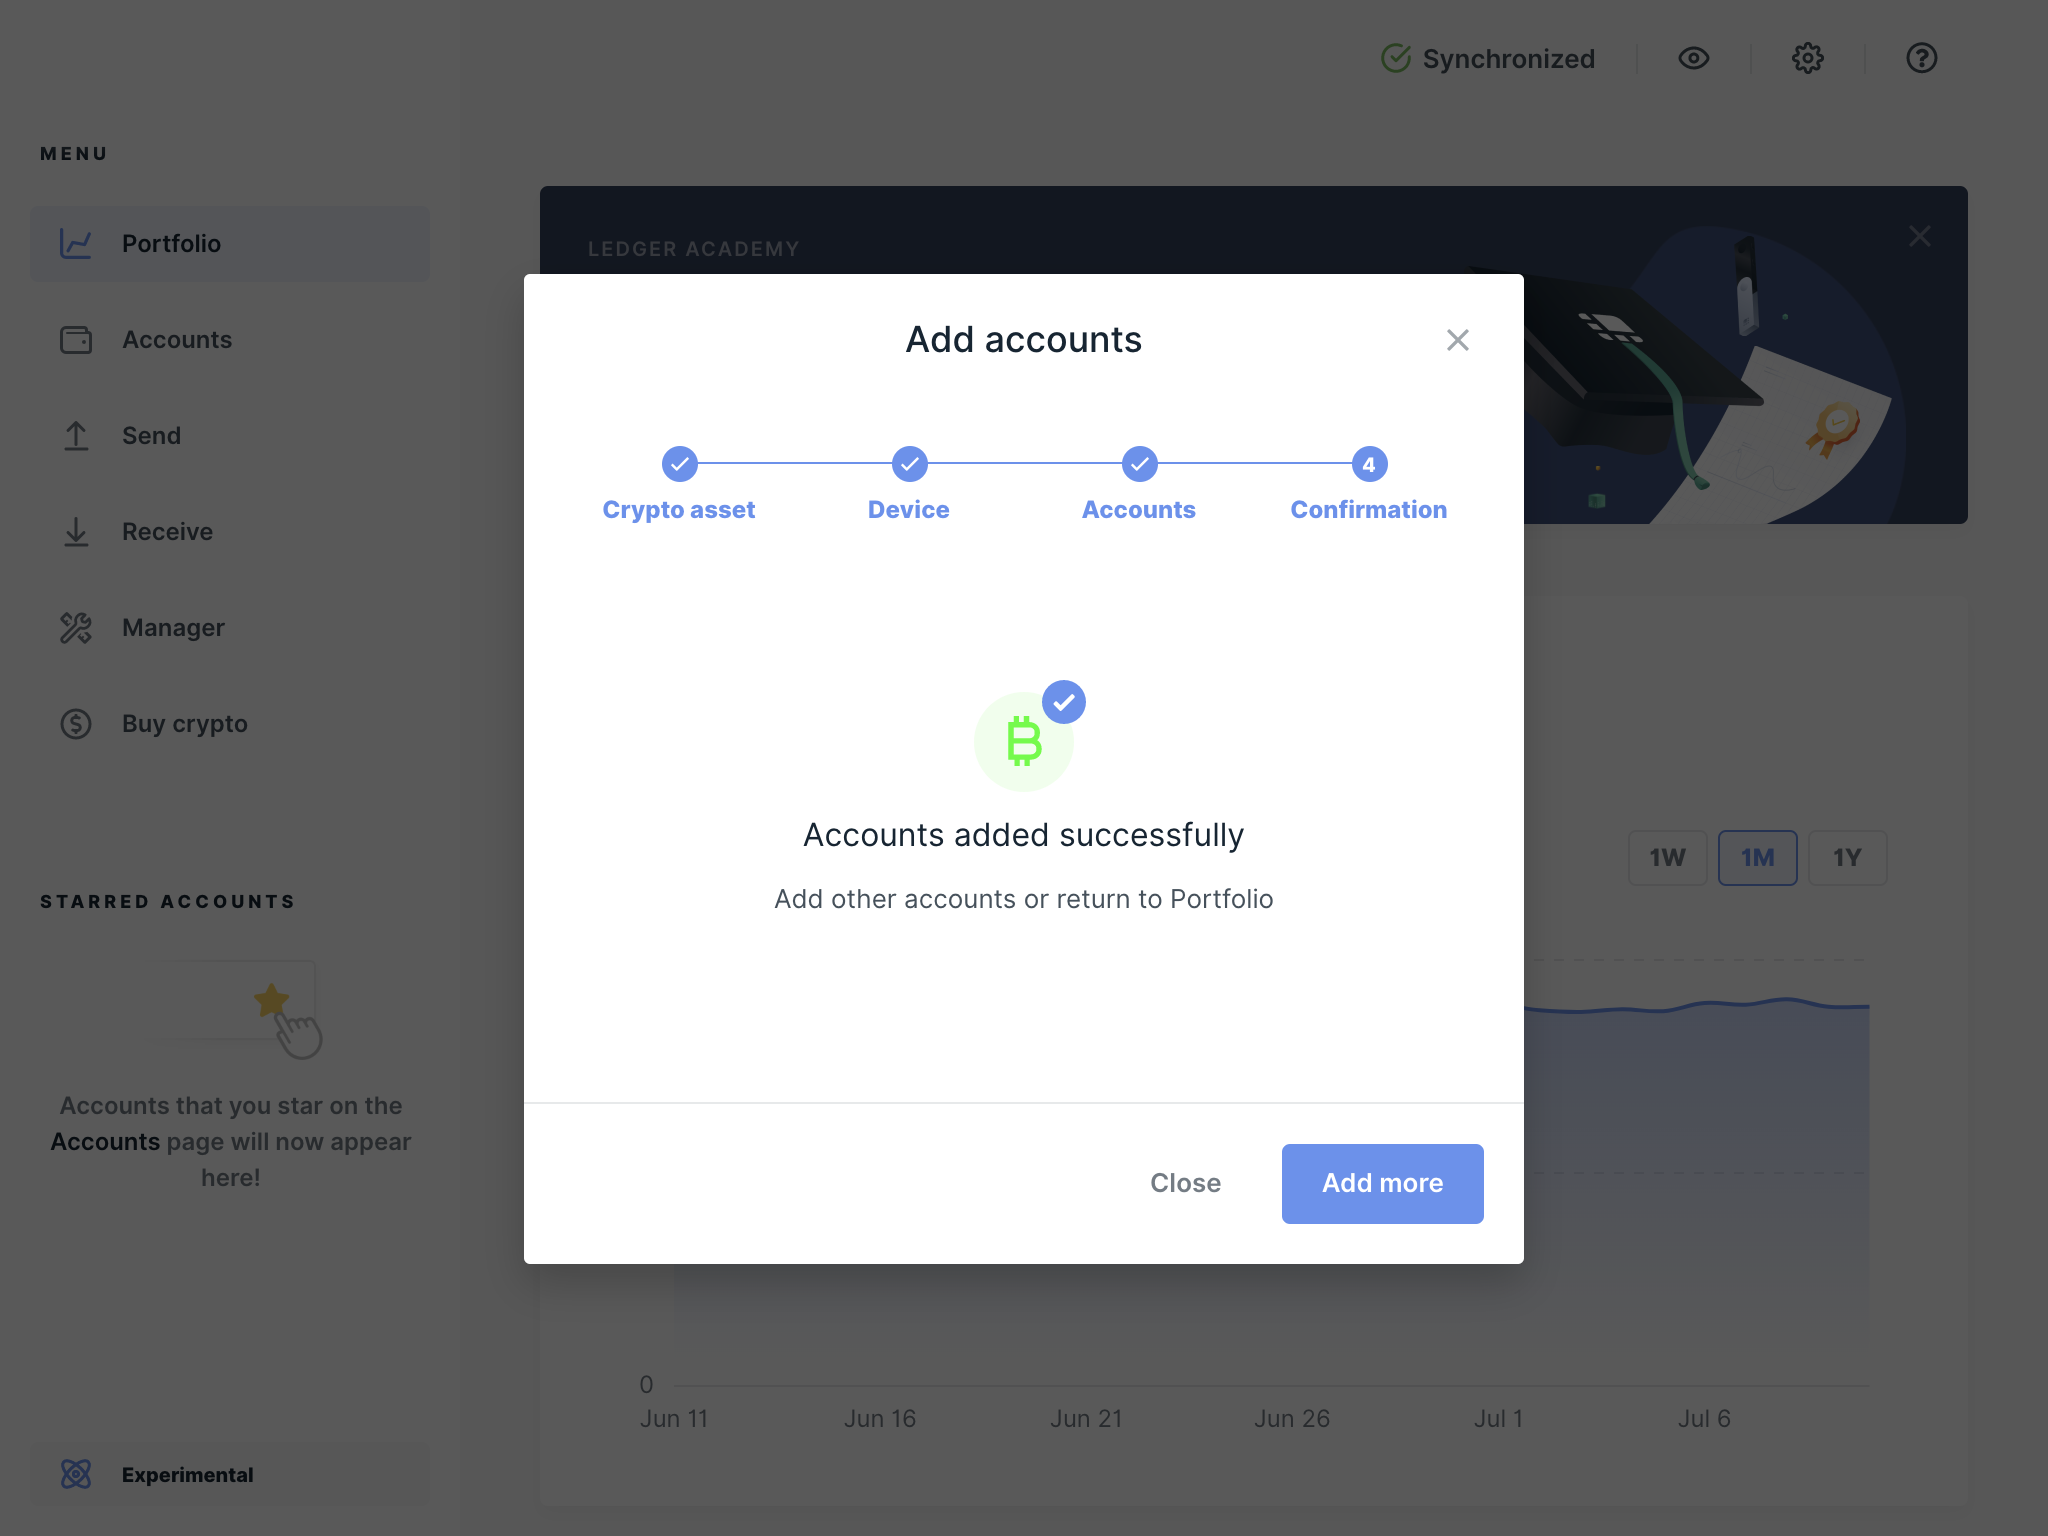 Synchronized
MENU
Portfolio
Accounts
Send
Receive
Manager
Buy crypto
STARRED ACCOUNTS
Accounts that you star on the
Accounts page will now appear
here!
Experimental
LEDGER ACADEMY
Add accounts
4
Crypto asset
Device
Accounts
Confirmation
Accounts added successfully
Add other accounts or return to Portfolio
Close
Add more
1W
1M
1Y
0
Jun 11
Jun 16
Jun 21
Jun 26
Jul 1
Jul 6